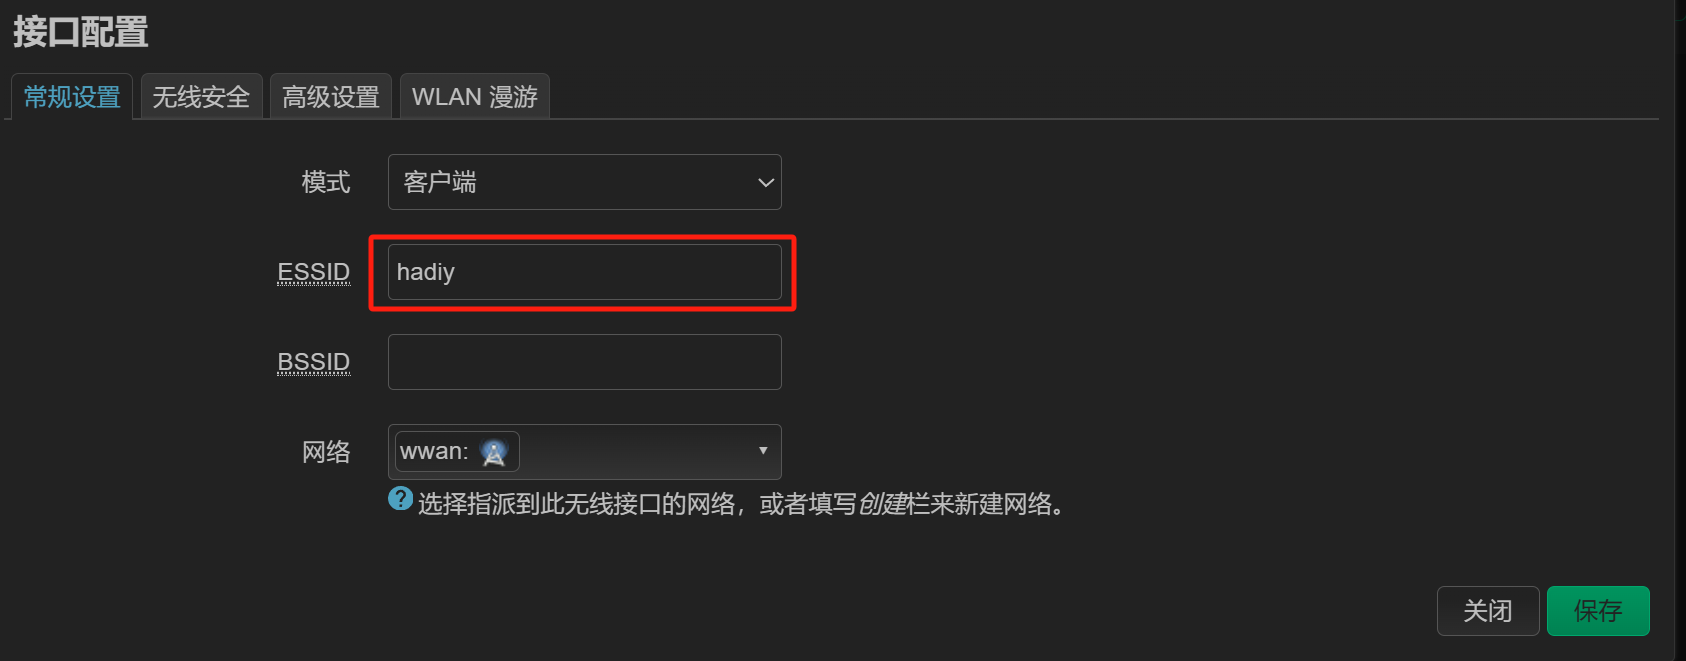 接口配置
常规设置 无线安全 高级设置 WLAN 漫游
模式 客户端
ESSID hadiy
BSSID
网络 wwan:
选择指派到此无线接口的网络，或者填写创建栏来新建网络。
关闭 保存